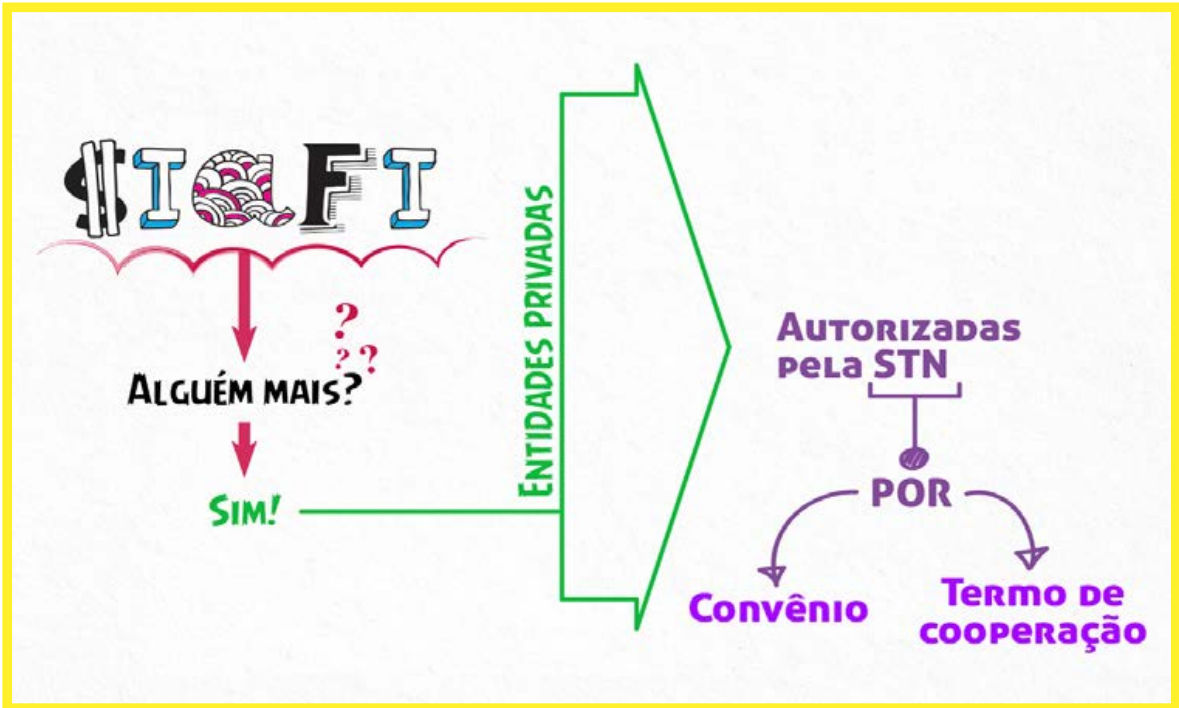 $IAFI
Alguém mais?
? ? ?
Sim!
Entidades privadas
Autorizadas
pela STN
POR
Convênio
Termo de
cooperação